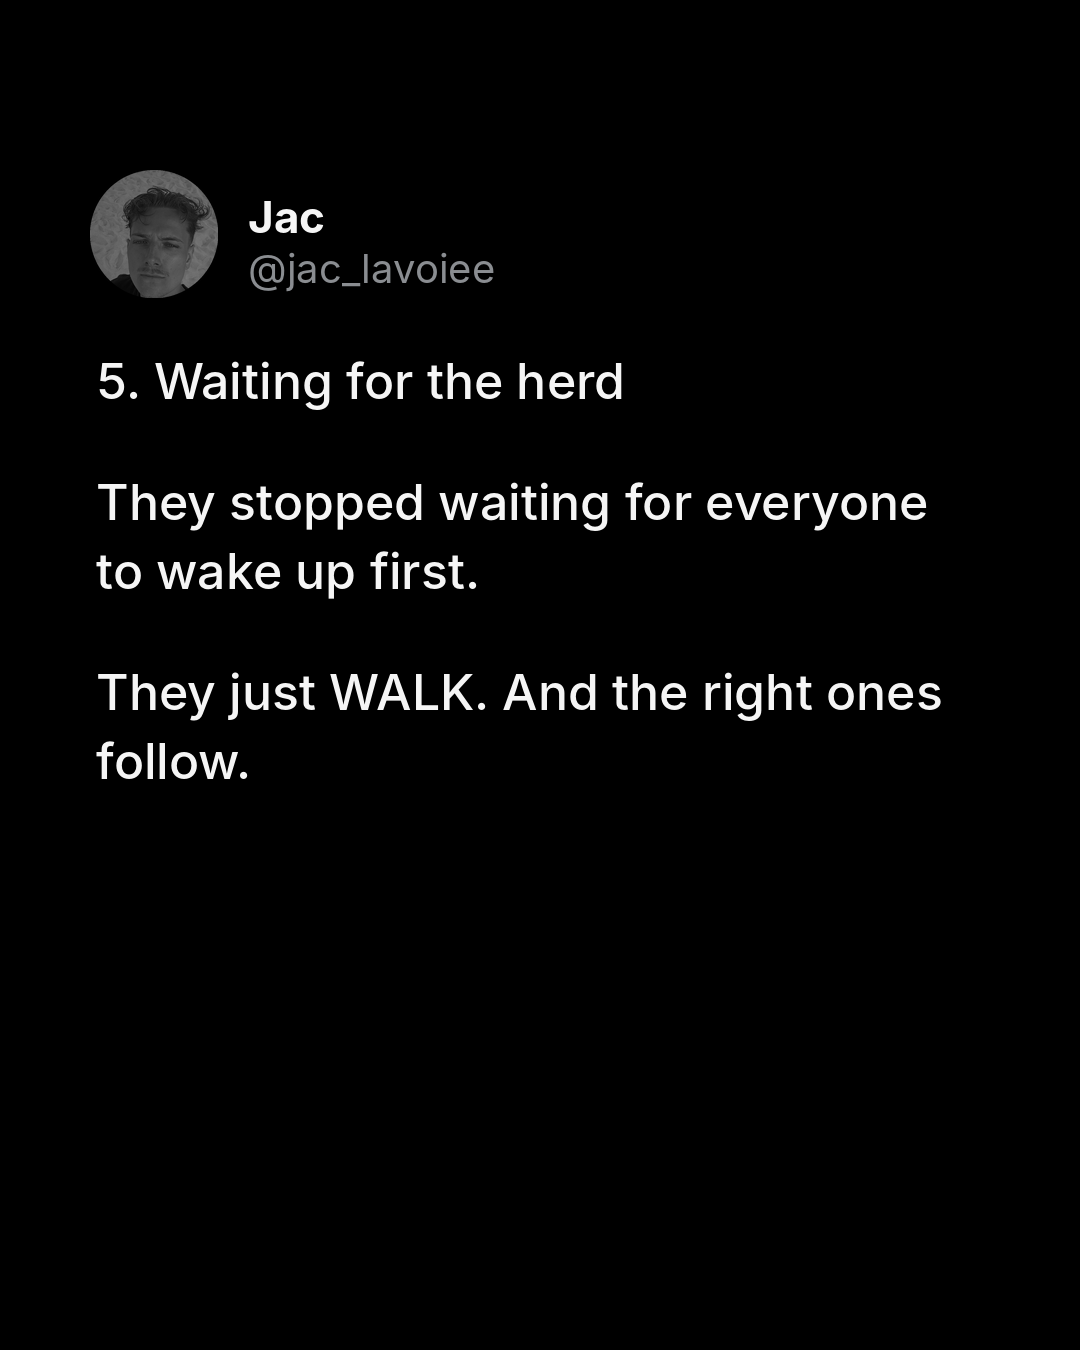 Jac
@jac_lavoiee
5. Waiting for the herd
They stopped waiting for everyone
to wake up first.
They just WALK. And the right ones
follow.